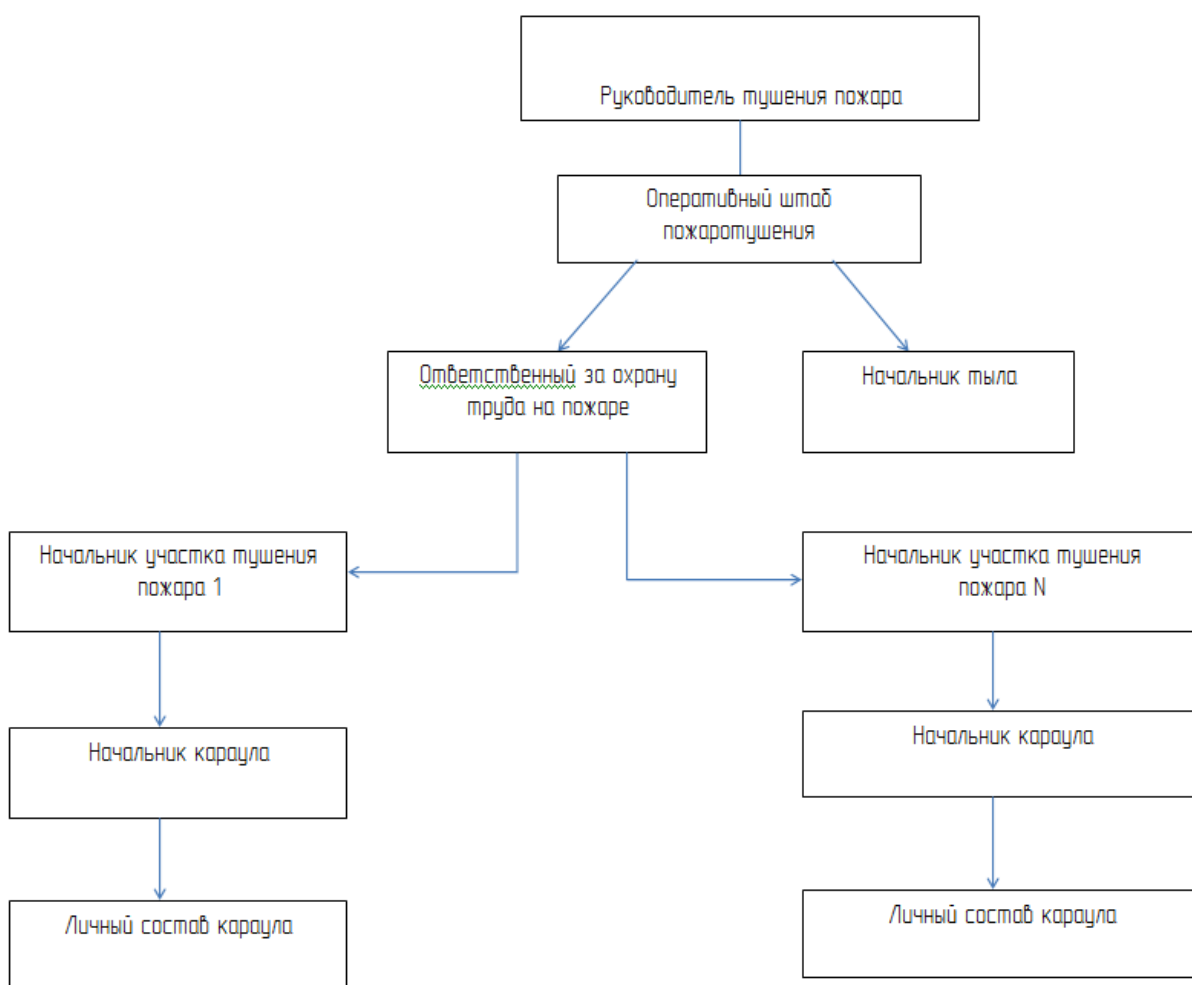 Руководитель тушения пожара
Оперативный штаб
пожаротушения
Ответственный за охрану
труда на пожаре
Начальник тыла
Начальник участка тушения
пожара 1
Начальник участка тушения
пожара N
Начальник караула
Начальник караула
Личный состав караула
Личный состав караула